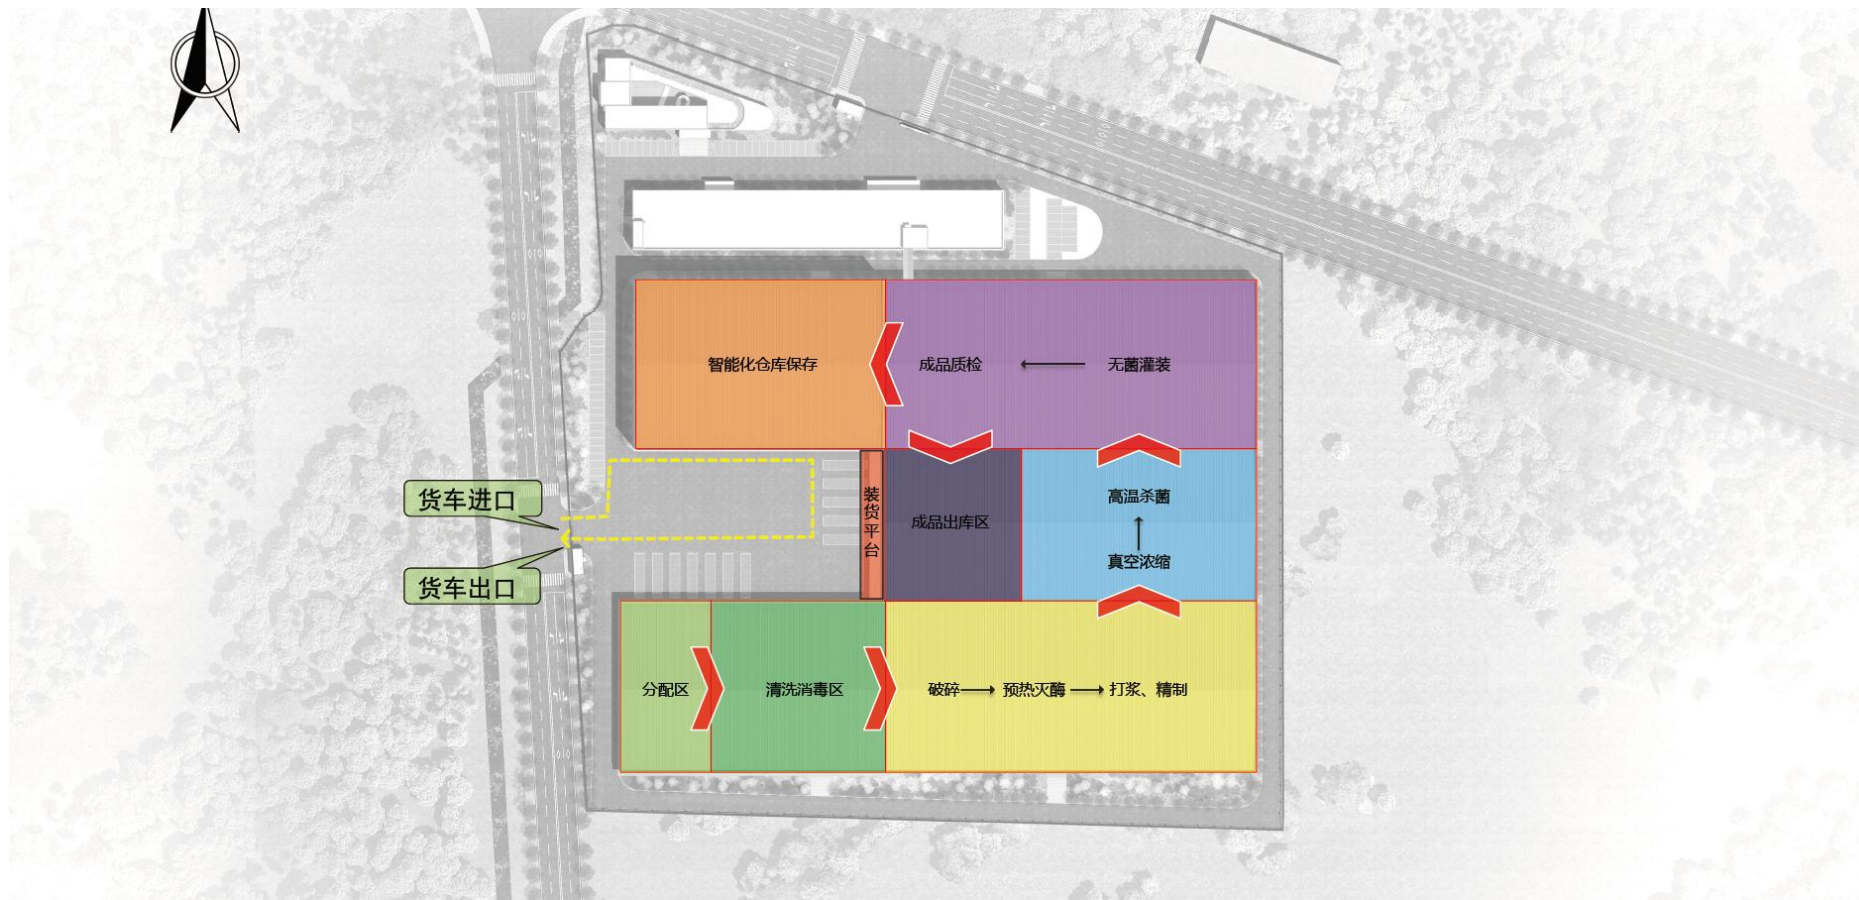 智能化仓库保存
成品质检
无菌灌装
货车进口
货车出口
装货平台
成品出库区
高温杀菌
真空浓缩
分配区
清洗消毒区
破碎
预热灭酶
打浆、精制